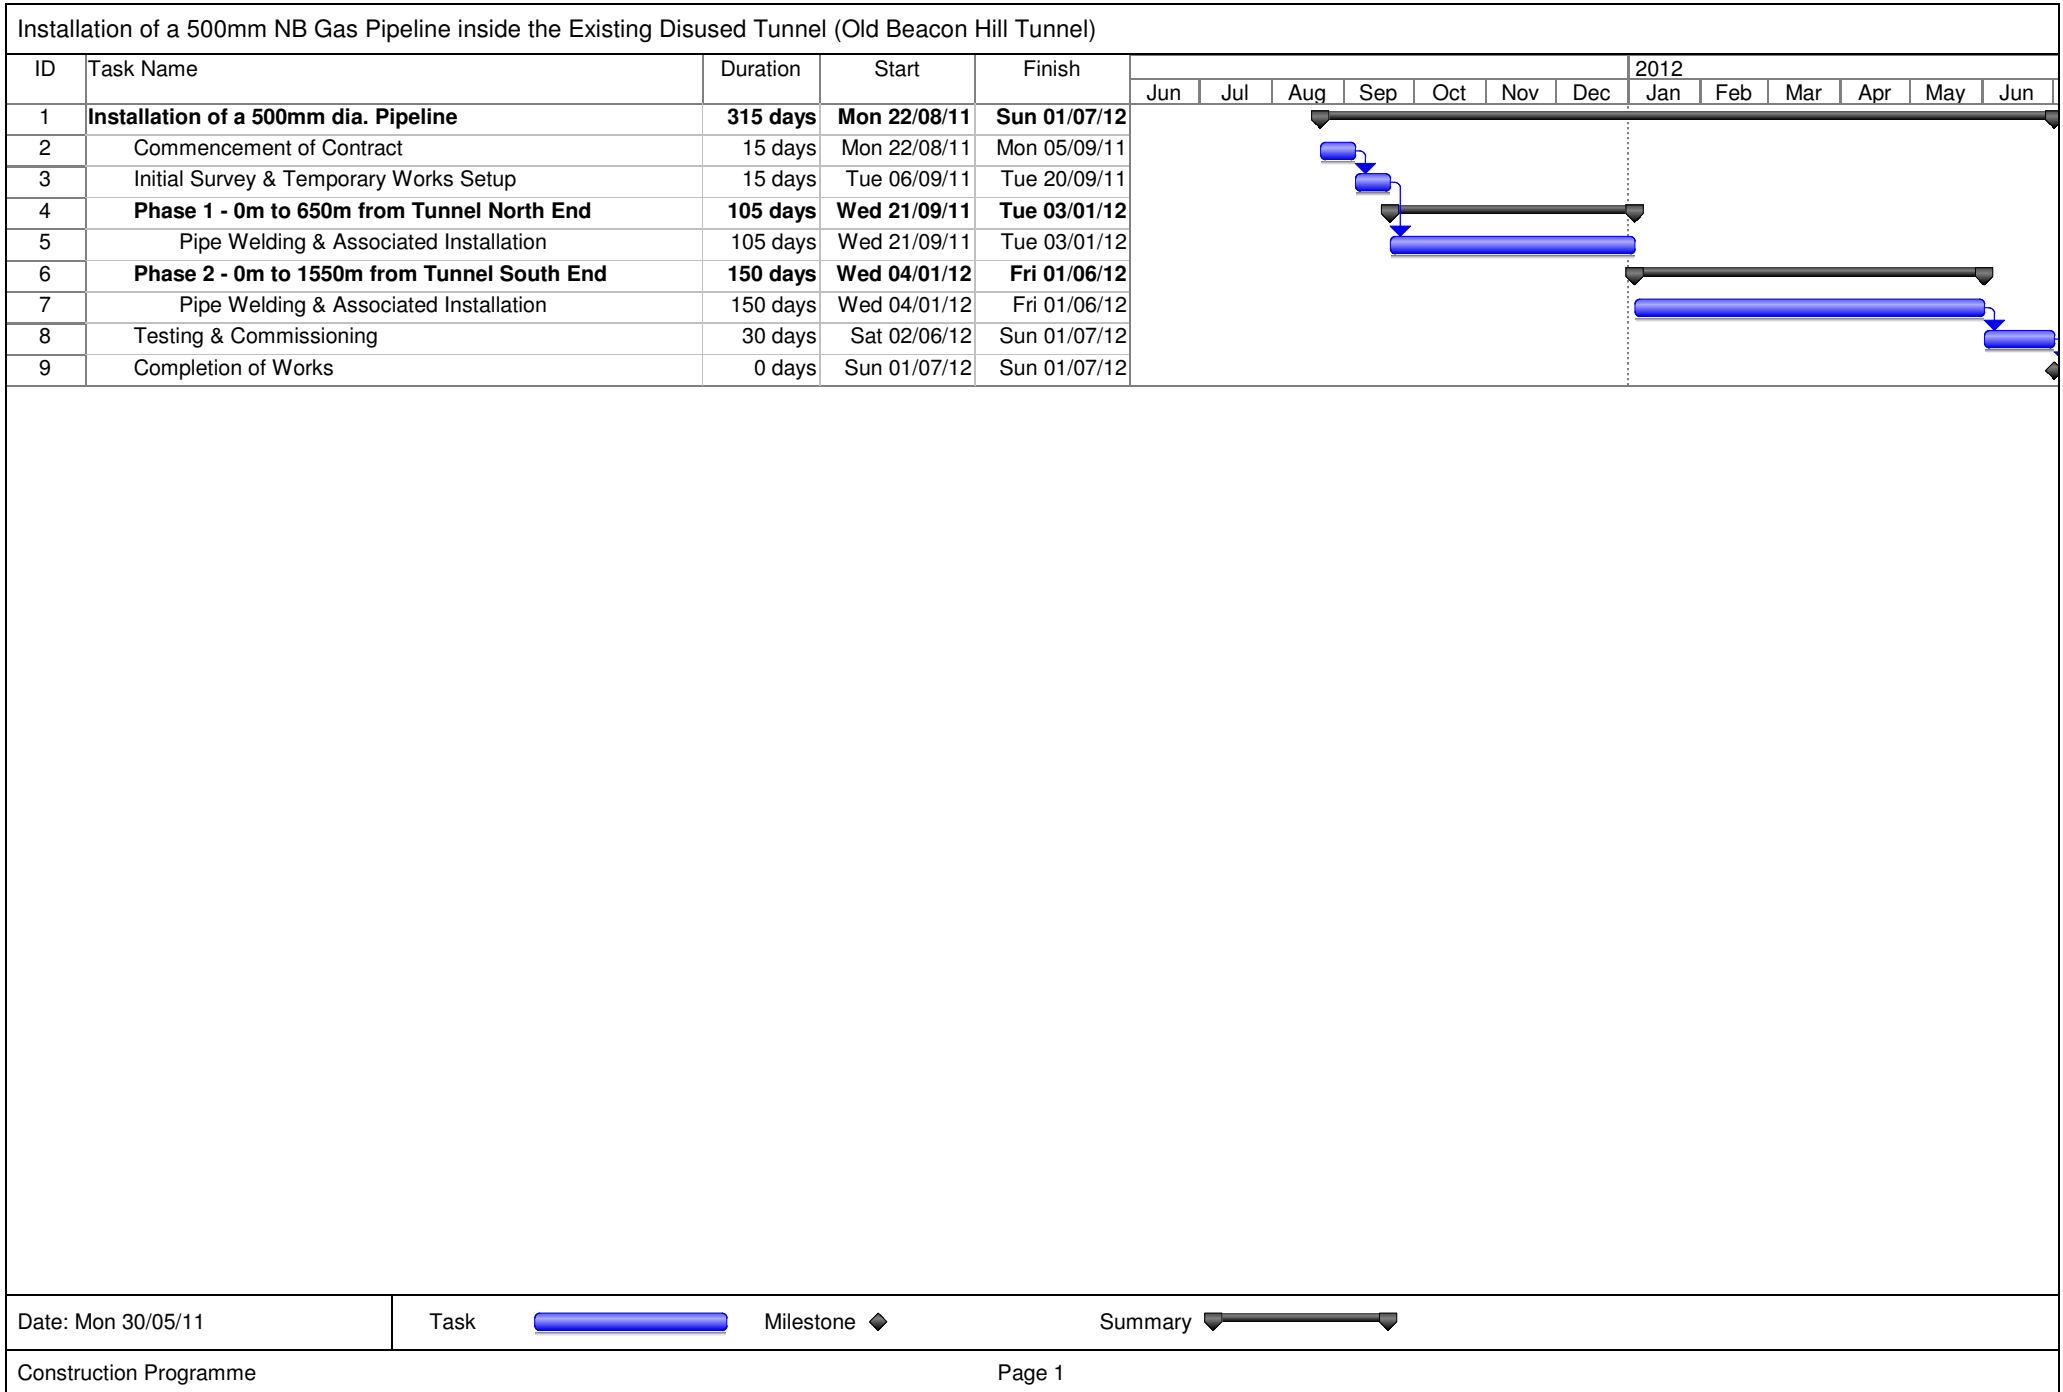 Installation of a 500mm NB Gas Pipeline inside the Existing Disused Tunnel (Old Beacon Hill Tunnel)
ID Task Name Duration Start Finish 2012
Jun Jul Aug Sep Oct Nov Dec Jan Feb Mar Apr May Jun
1 Installation of a 500mm dia. Pipeline 315 days Mon 22/08/11 Sun 01/07/12
2 Commencement of Contract 15 days Mon 22/08/11 Mon 05/09/11
3 Initial Survey & Temporary Works Setup 15 days Tue 06/09/11 Tue 20/09/11
4 Phase 1 - 0m to 650m from Tunnel North End 105 days Wed 21/09/11 Tue 03/01/12
5 Pipe Welding & Associated Installation 105 days Wed 21/09/11 Tue 03/01/12
6 Phase 2 - 0m to 1550m from Tunnel South End 150 days Wed 04/01/12 Fri 01/06/12
7 Pipe Welding & Associated Installation 150 days Wed 04/01/12 Fri 01/06/12
8 Testing & Commissioning 30 days Sat 02/06/12 Sun 01/07/12
9 Completion of Works 0 days Sun 01/07/12 Sun 01/07/12
Date: Mon 30/05/11 Task Milestone Summary
Construction Programme Page 1